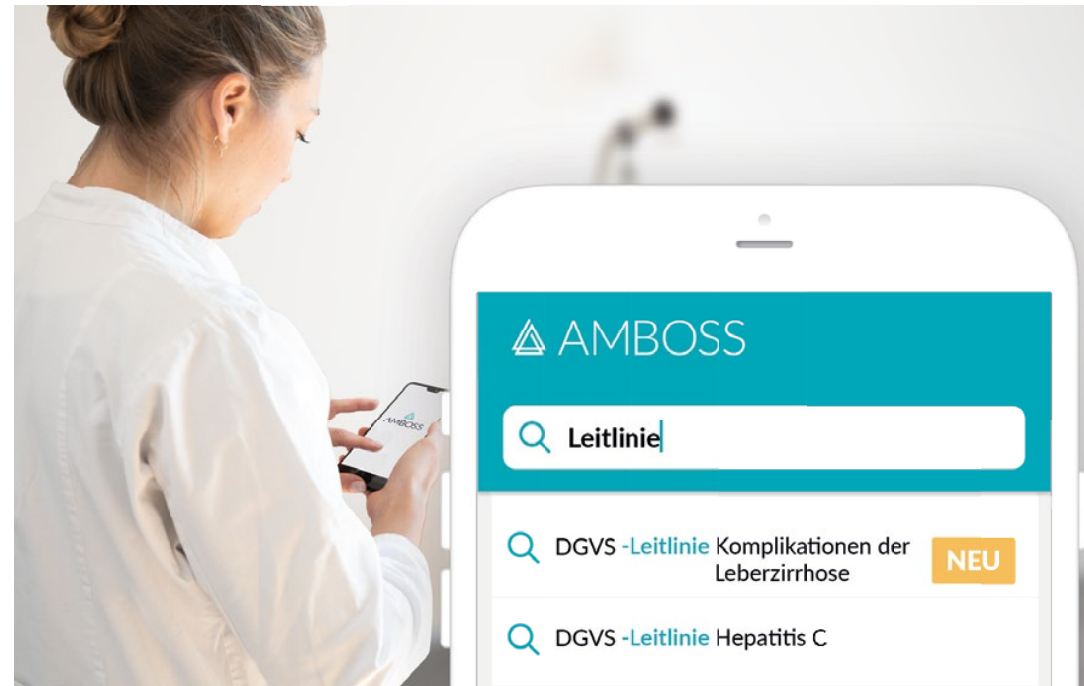 AMBOSS
AMBOSS
Leitlinie
DGVS -Leitlinie Komplikationen der
Leberzirrhose
NEU
DGVS -Leitlinie Hepatitis C